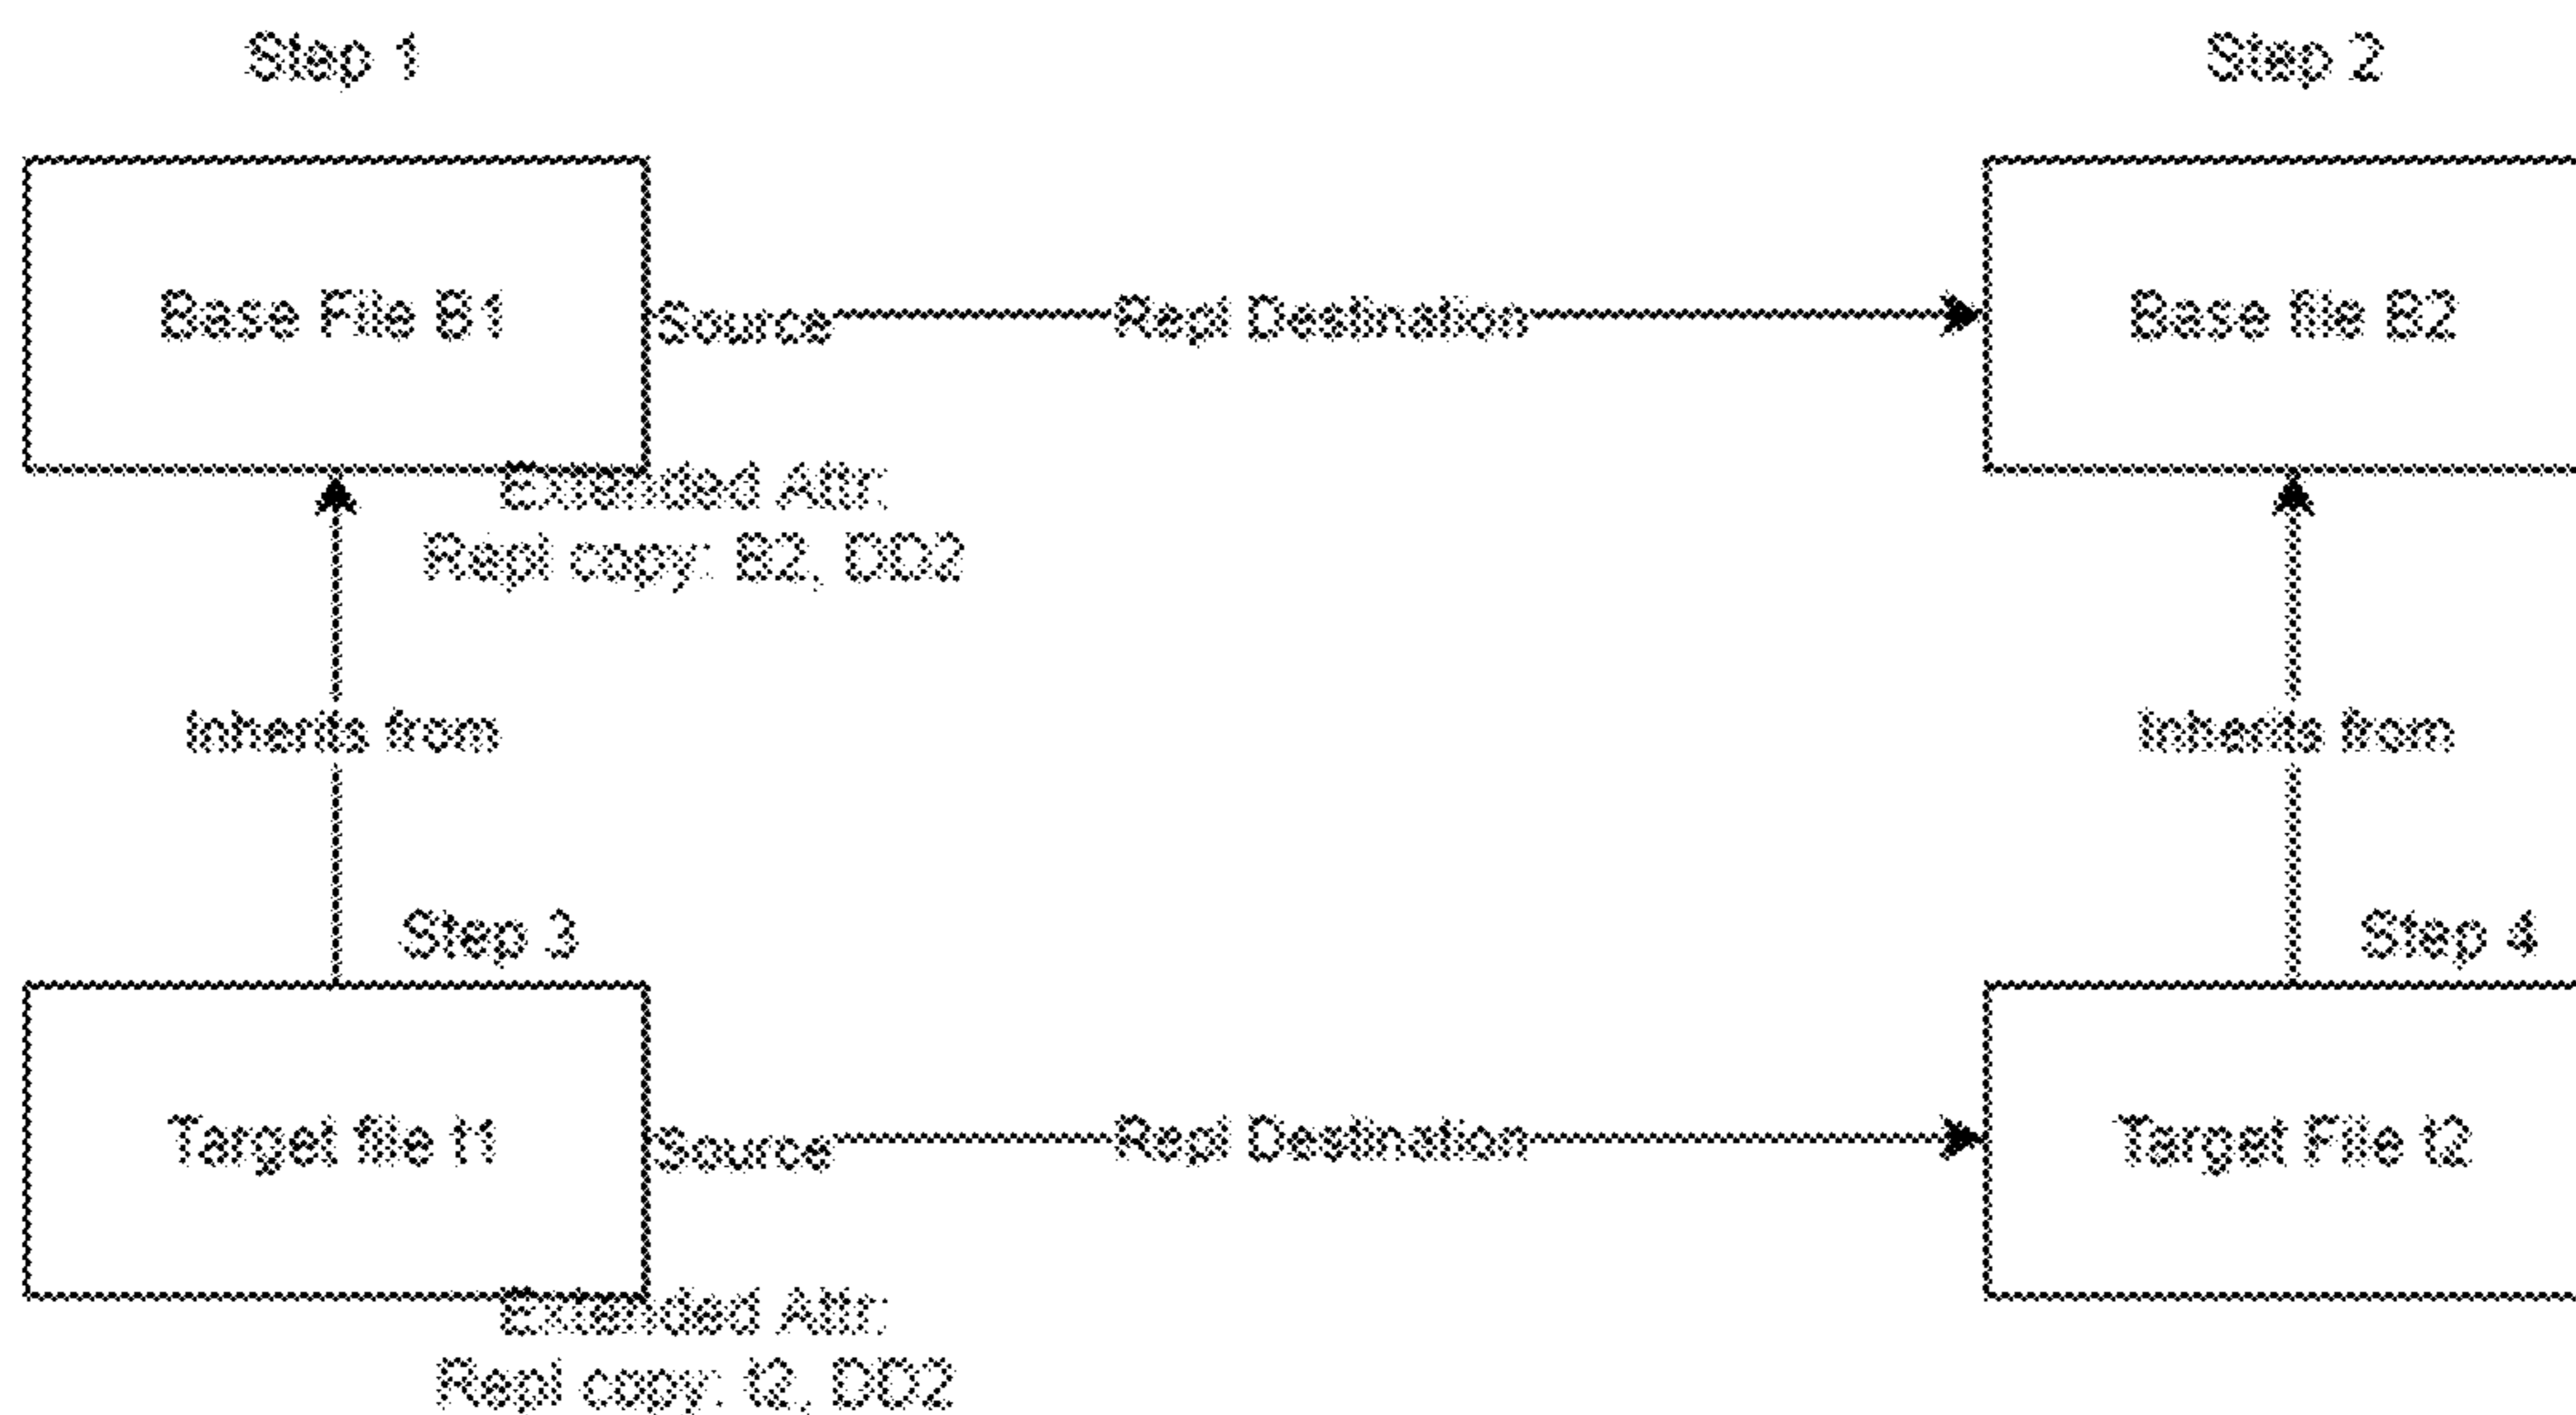 Step 1
Step 2
Base File B1
Source
Repl Destination
Base file B2
Extended Attr:
Repl copy: B2, DD2
Inherits from
Inherits from
Step 3
Step 4
Target file t1
Source
Repl Destination
Target File t2
Extended Attr:
Repl copy: t2, DD2